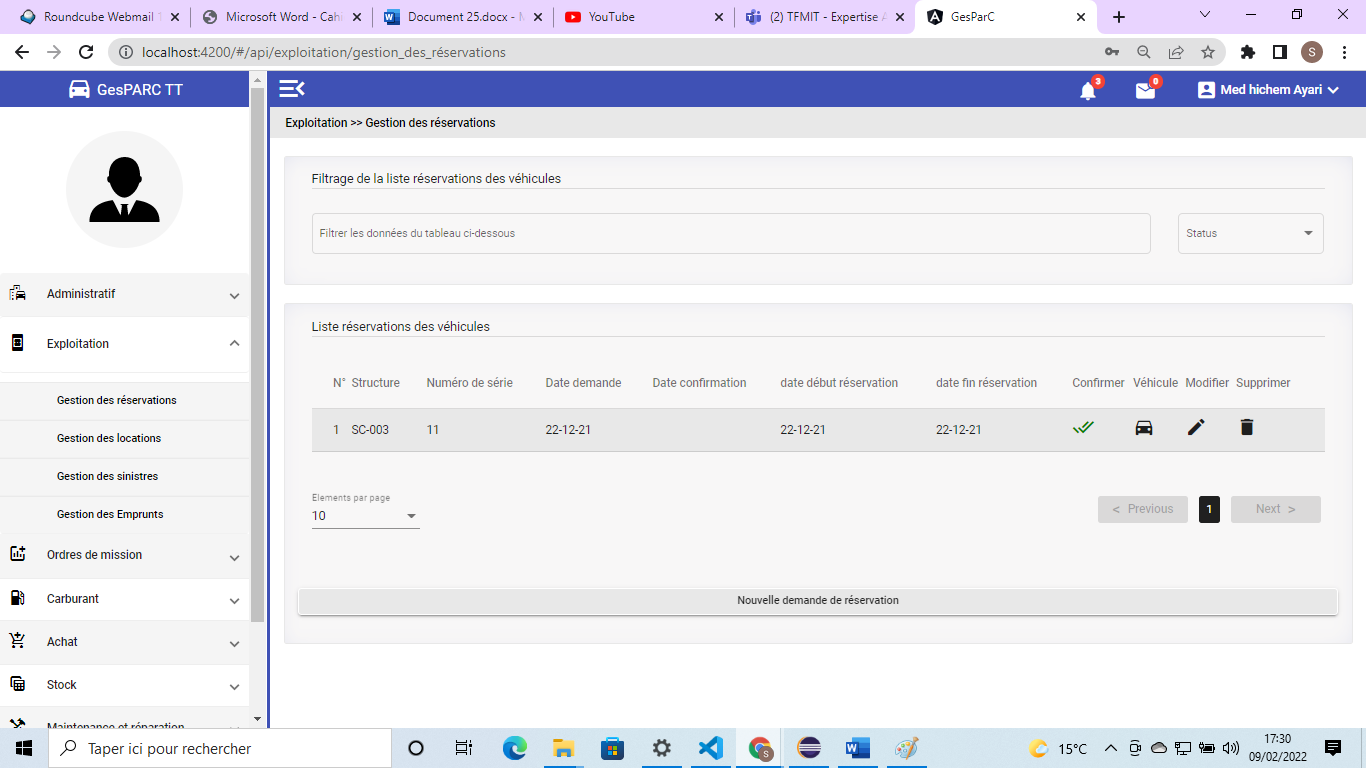 Roundcube Webmail
Microsoft Word - Cah
Document 25.docx -
YouTube
(2) TFMIT - Expertise
GesParC
localhost:4200/#/api/exploitation/gestion_des_réservations
S
GesPARC TT
3
0
Med hichem Ayari
Exploitation >> Gestion des réservations
Filtrage de la liste réservations des véhicules
Filtrer les données du tableau ci-dessous
Status
Administratif
Exploitation
Gestion des réservations
Gestion des locations
Gestion des sinistres
Gestion des Emprunts
Ordres de mission
Carburant
Achat
Stock
Maintenance et réparation
Liste réservations des véhicules
N° Structure Numéro de série Date demande Date confirmation date début réservation date fin réservation Confirmer Véhicule Modifier Supprimer
1 SC-003 11 22-12-21 22-12-21 22-12-21
Elements par page
10
< Previous 1 Next >
Nouvelle demande de réservation
Taper ici pour rechercher
15°C
17:30
09/02/2022